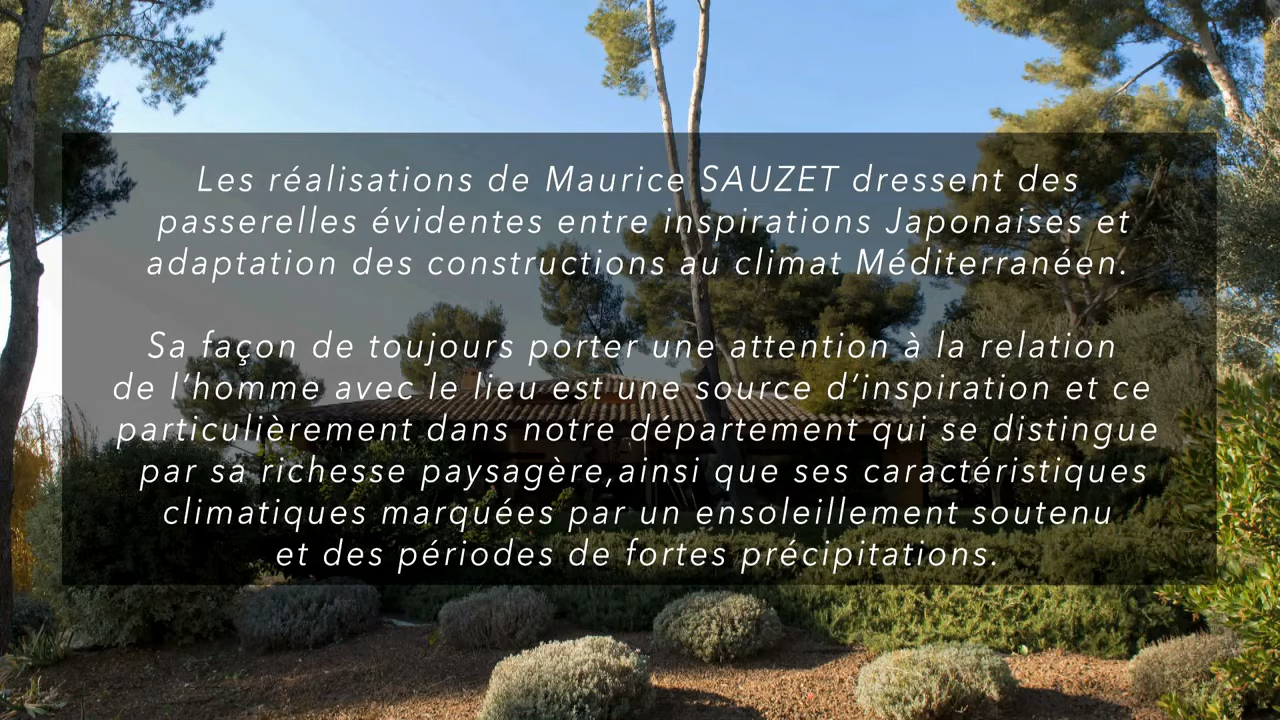 Les réalisations de Maurice SAUZET dressent des
passerelles évidentes entre inspirations Japonaises et
adaptation des constructions au climat Méditerranéen.
Sa façon de toujours porter une attention à la relation
de l'homme avec le lieu est une source d'inspiration et ce
particulièrement dans notre département qui se distingue
par sa richesse paysagère,ainsi que ses caractéristiques
climatiques marquées par un ensoleillement soutenu
et des périodes de fortes précipitations.